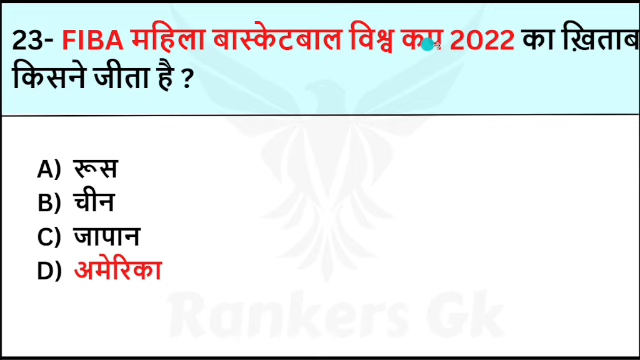 23- FIBA महिला बास्केटबाल विश्व कप 2022 का ख़िताब
किसने जीता है ?
A) रूस
B) चीन
C) जापान
D) अमेरिका
Rankers Gk